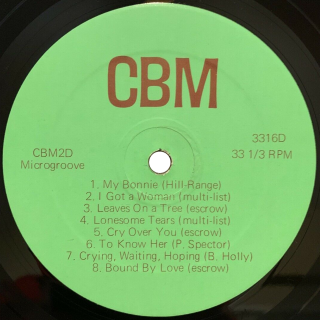 CBM
CBM2D
Microgroove
3316D
33 1/3 RPM
1. My Bonnie (Hill-Range)
2. I Got a Woman (multi-list)
3. Leaves On a Tree (escrow)
4. Lonesome Tears (multi-list)
5. Cry Over You (escrow)
6. To Know Her (P. Spector)
7. Crying, Waiting, Hoping (B. Holly)
8. Bound By Love (escrow)